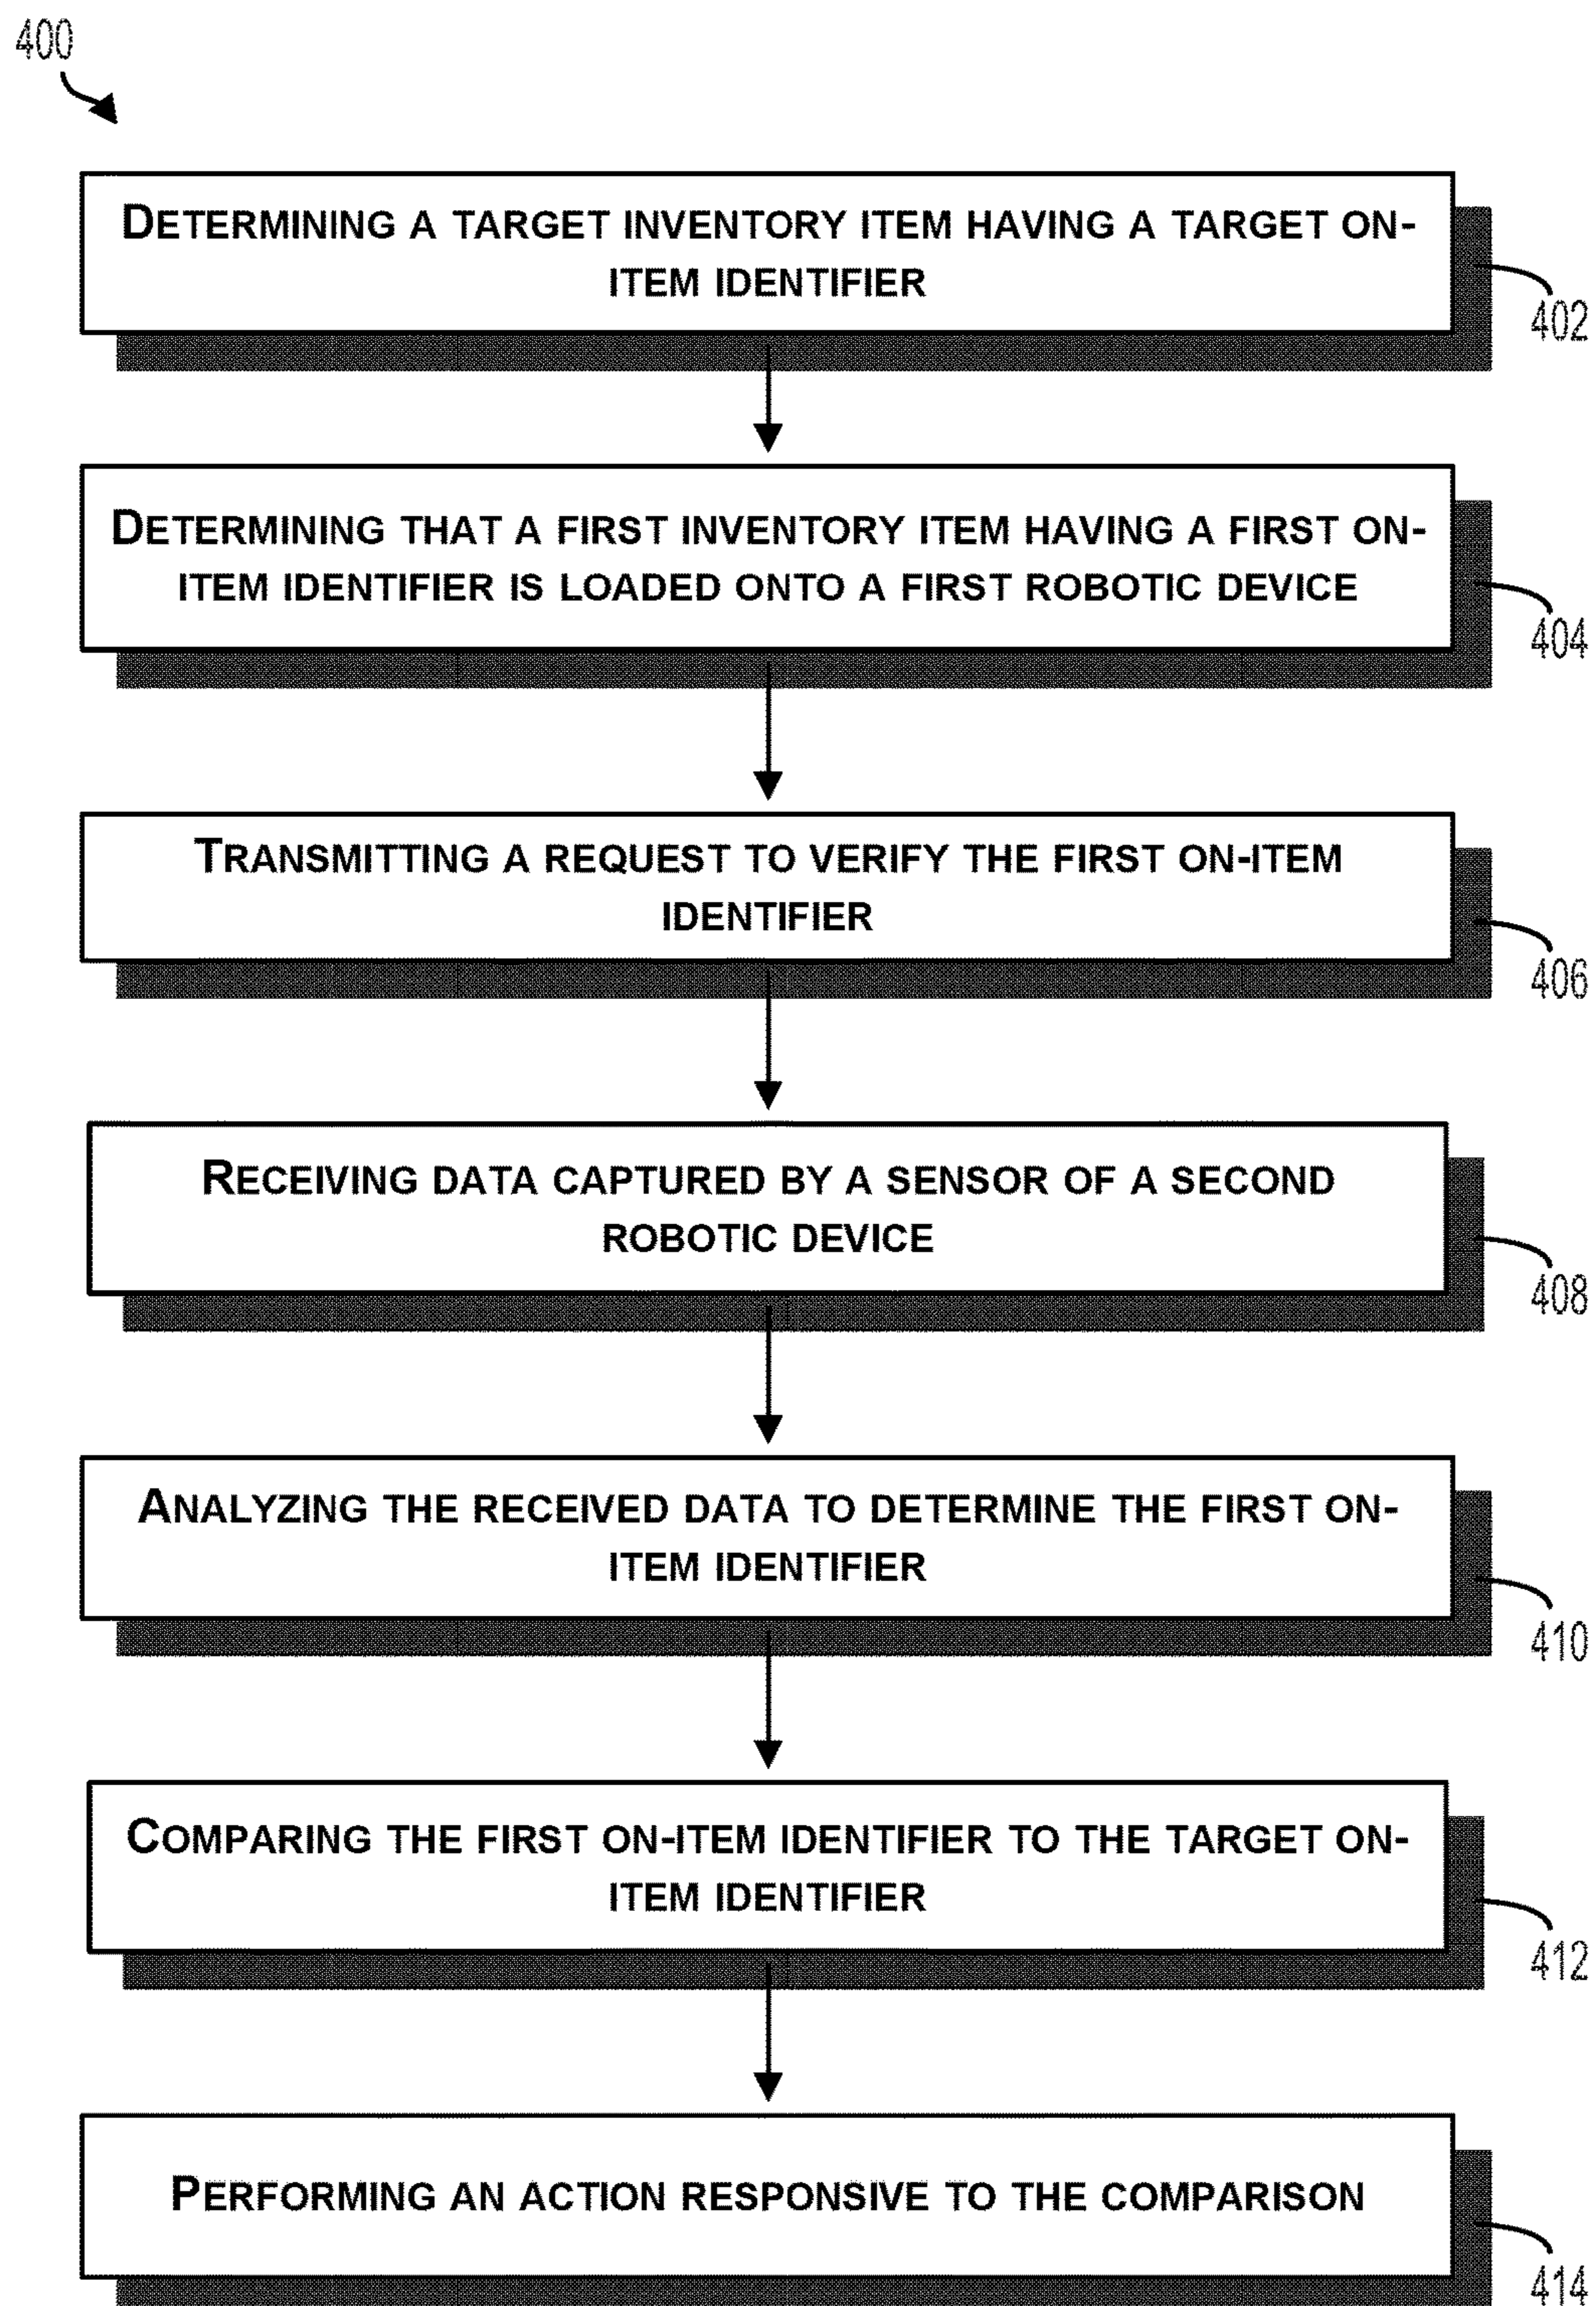 400
DETERMINING A TARGET INVENTORY ITEM HAVING A TARGET ON-
ITEM IDENTIFIER
402
DETERMINING THAT A FIRST INVENTORY ITEM HAVING A FIRST ON-
ITEM IDENTIFIER IS LOADED ONTO A FIRST ROBOTIC DEVICE
404
TRANSMITTING A REQUEST TO VERIFY THE FIRST ON-ITEM
IDENTIFIER
406
RECEIVING DATA CAPTURED BY A SENSOR OF A SECOND
ROBOTIC DEVICE
408
ANALYZING THE RECEIVED DATA TO DETERMINE THE FIRST ON-
ITEM IDENTIFIER
410
COMPARING THE FIRST ON-ITEM IDENTIFIER TO THE TARGET ON-
ITEM IDENTIFIER
412
PERFORMING AN ACTION RESPONSIVE TO THE COMPARISON
414